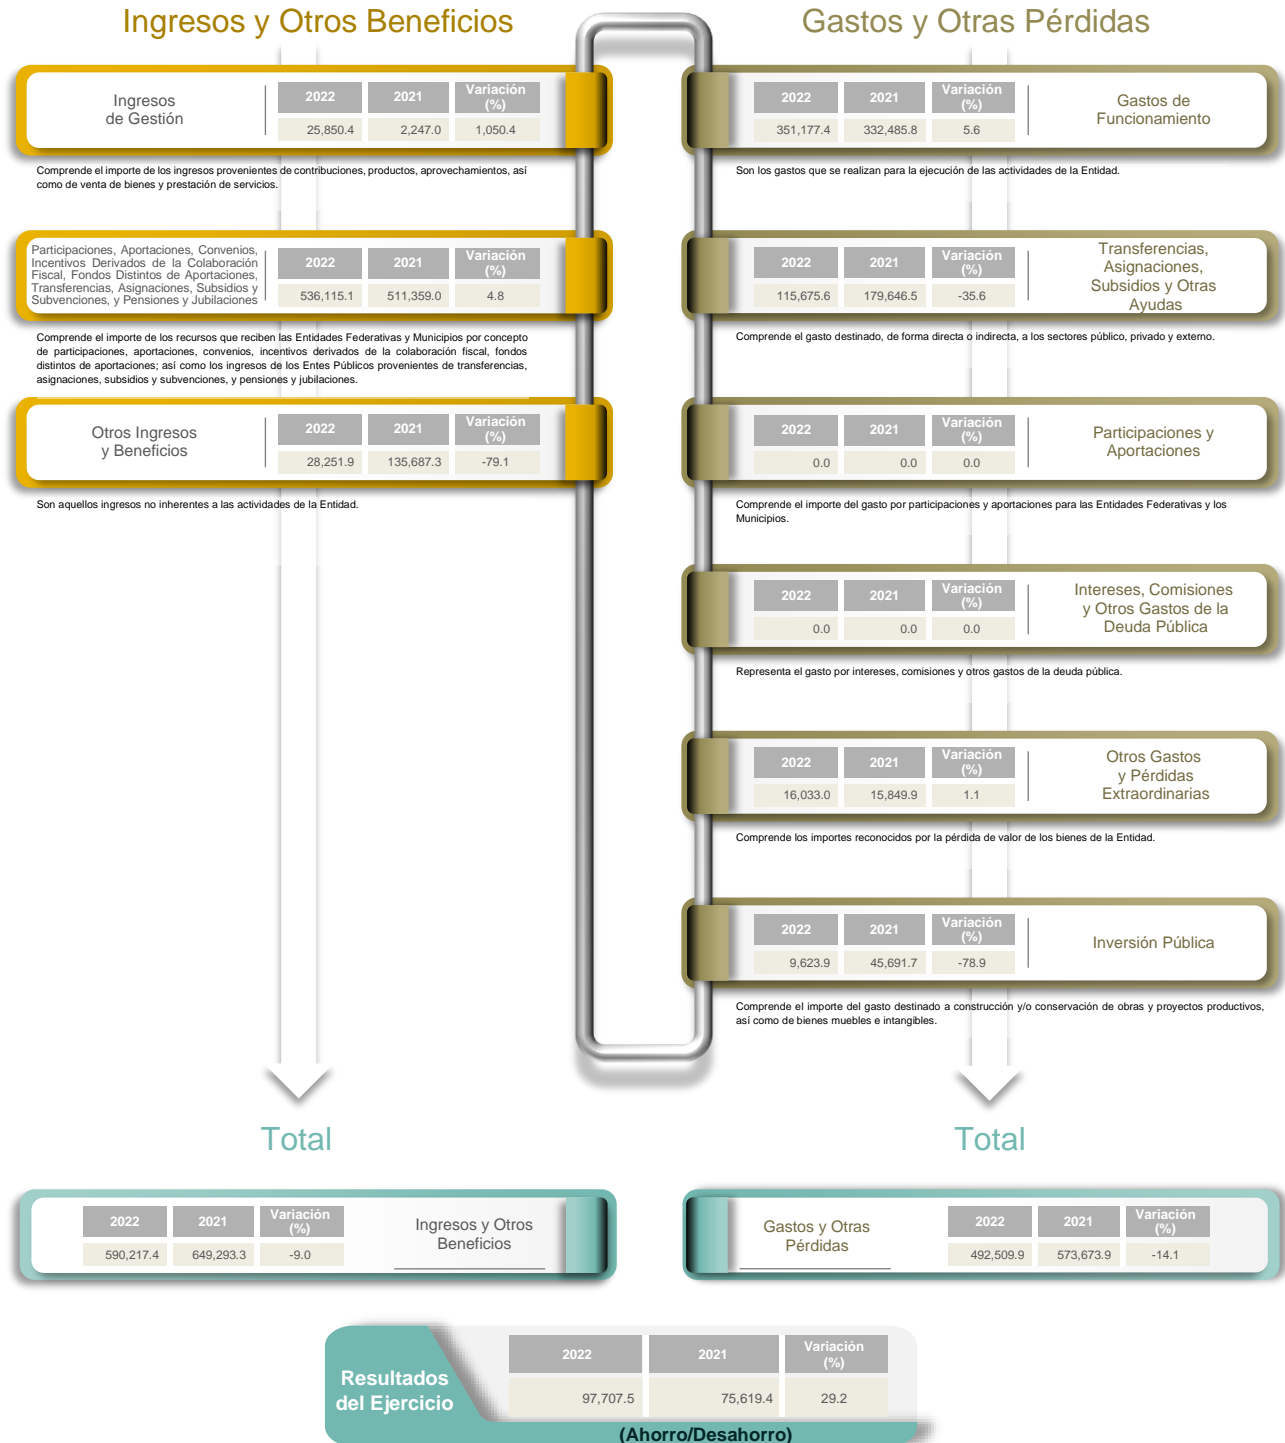 Ingresos y Otros Beneficios
Ingresos
de Gestión
2022 2021 Variación
(%)
25,850.4 2,247.0 1,050.4
Comprende el importe de los ingresos provenientes de contribuciones, productos, aprovechamientos, así
como de venta de bienes y prestación de servicios.
Participaciones, Aportaciones, Convenios,
Incentivos Derivados de la Colaboración
Fiscal, Fondos Distintos de Aportaciones,
Transferencias, Asignaciones, Subsidios y
Subvenciones, y Pensiones y Jubilaciones
2022 2021 Variación
(%)
536,115.1 511,359.0 4.8
Comprende el importe de los recursos que reciben las Entidades Federativas y Municipios por concepto
de participaciones, aportaciones, convenios, incentivos derivados de la colaboración fiscal, fondos
distintos de aportaciones; así como los ingresos de los Entes Públicos provenientes de transferencias,
asignaciones, subsidios y subvenciones, y pensiones y jubilaciones.
Otros Ingresos
y Beneficios
2022 2021 Variación
(%)
28,251.9 135,687.3 -79.1
Son aquellos ingresos no inherentes a las actividades de la Entidad.
Gastos y Otras Pérdidas
2022 2021 Variación
(%)
351,177.4 332,485.8 5.6
Gastos de
Funcionamiento
Son los gastos que se realizan para la ejecución de las actividades de la Entidad.
2022 2021 Variación
(%)
115,675.6 179,646.5 -35.6
Transferencias,
Asignaciones,
Subsidios y Otras
Ayudas
Comprende el gasto destinado, de forma directa o indirecta, a los sectores público, privado y externo.
2022 2021 Variación
(%)
0.0 0.0 0.0
Participaciones y
Aportaciones
Comprende el importe del gasto por participaciones y aportaciones para las Entidades Federativas y los
Municipios.
2022 2021 Variación
(%)
0.0 0.0 0.0
Intereses, Comisiones
y Otros Gastos de la
Deuda Pública
Representa el gasto por intereses, comisiones y otros gastos de la deuda pública.
2022 2021 Variación
(%)
16,033.0 15,849.9 1.1
Otros Gastos
y Pérdidas
Extraordinarias
Comprende los importes reconocidos por la pérdida de valor de los bienes de la Entidad.
2022 2021 Variación
(%)
9,623.9 45,691.7 -78.9
Inversión Pública
Comprende el importe del gasto destinado a construcción y/o conservación de obras y proyectos productivos,
así como de bienes muebles e intangibles.
Total
2022 2021 Variación
(%)
590,217.4 649,293.3 -9.0
Ingresos y Otros
Beneficios
Total
Gastos y Otras
Pérdidas
2022 2021 Variación
(%)
492,509.9 573,673.9 -14.1
Resultados
del Ejercicio
2022 2021 Variación
(%)
97,707.5 75,619.4 29.2
(Ahorro/Desahorro)